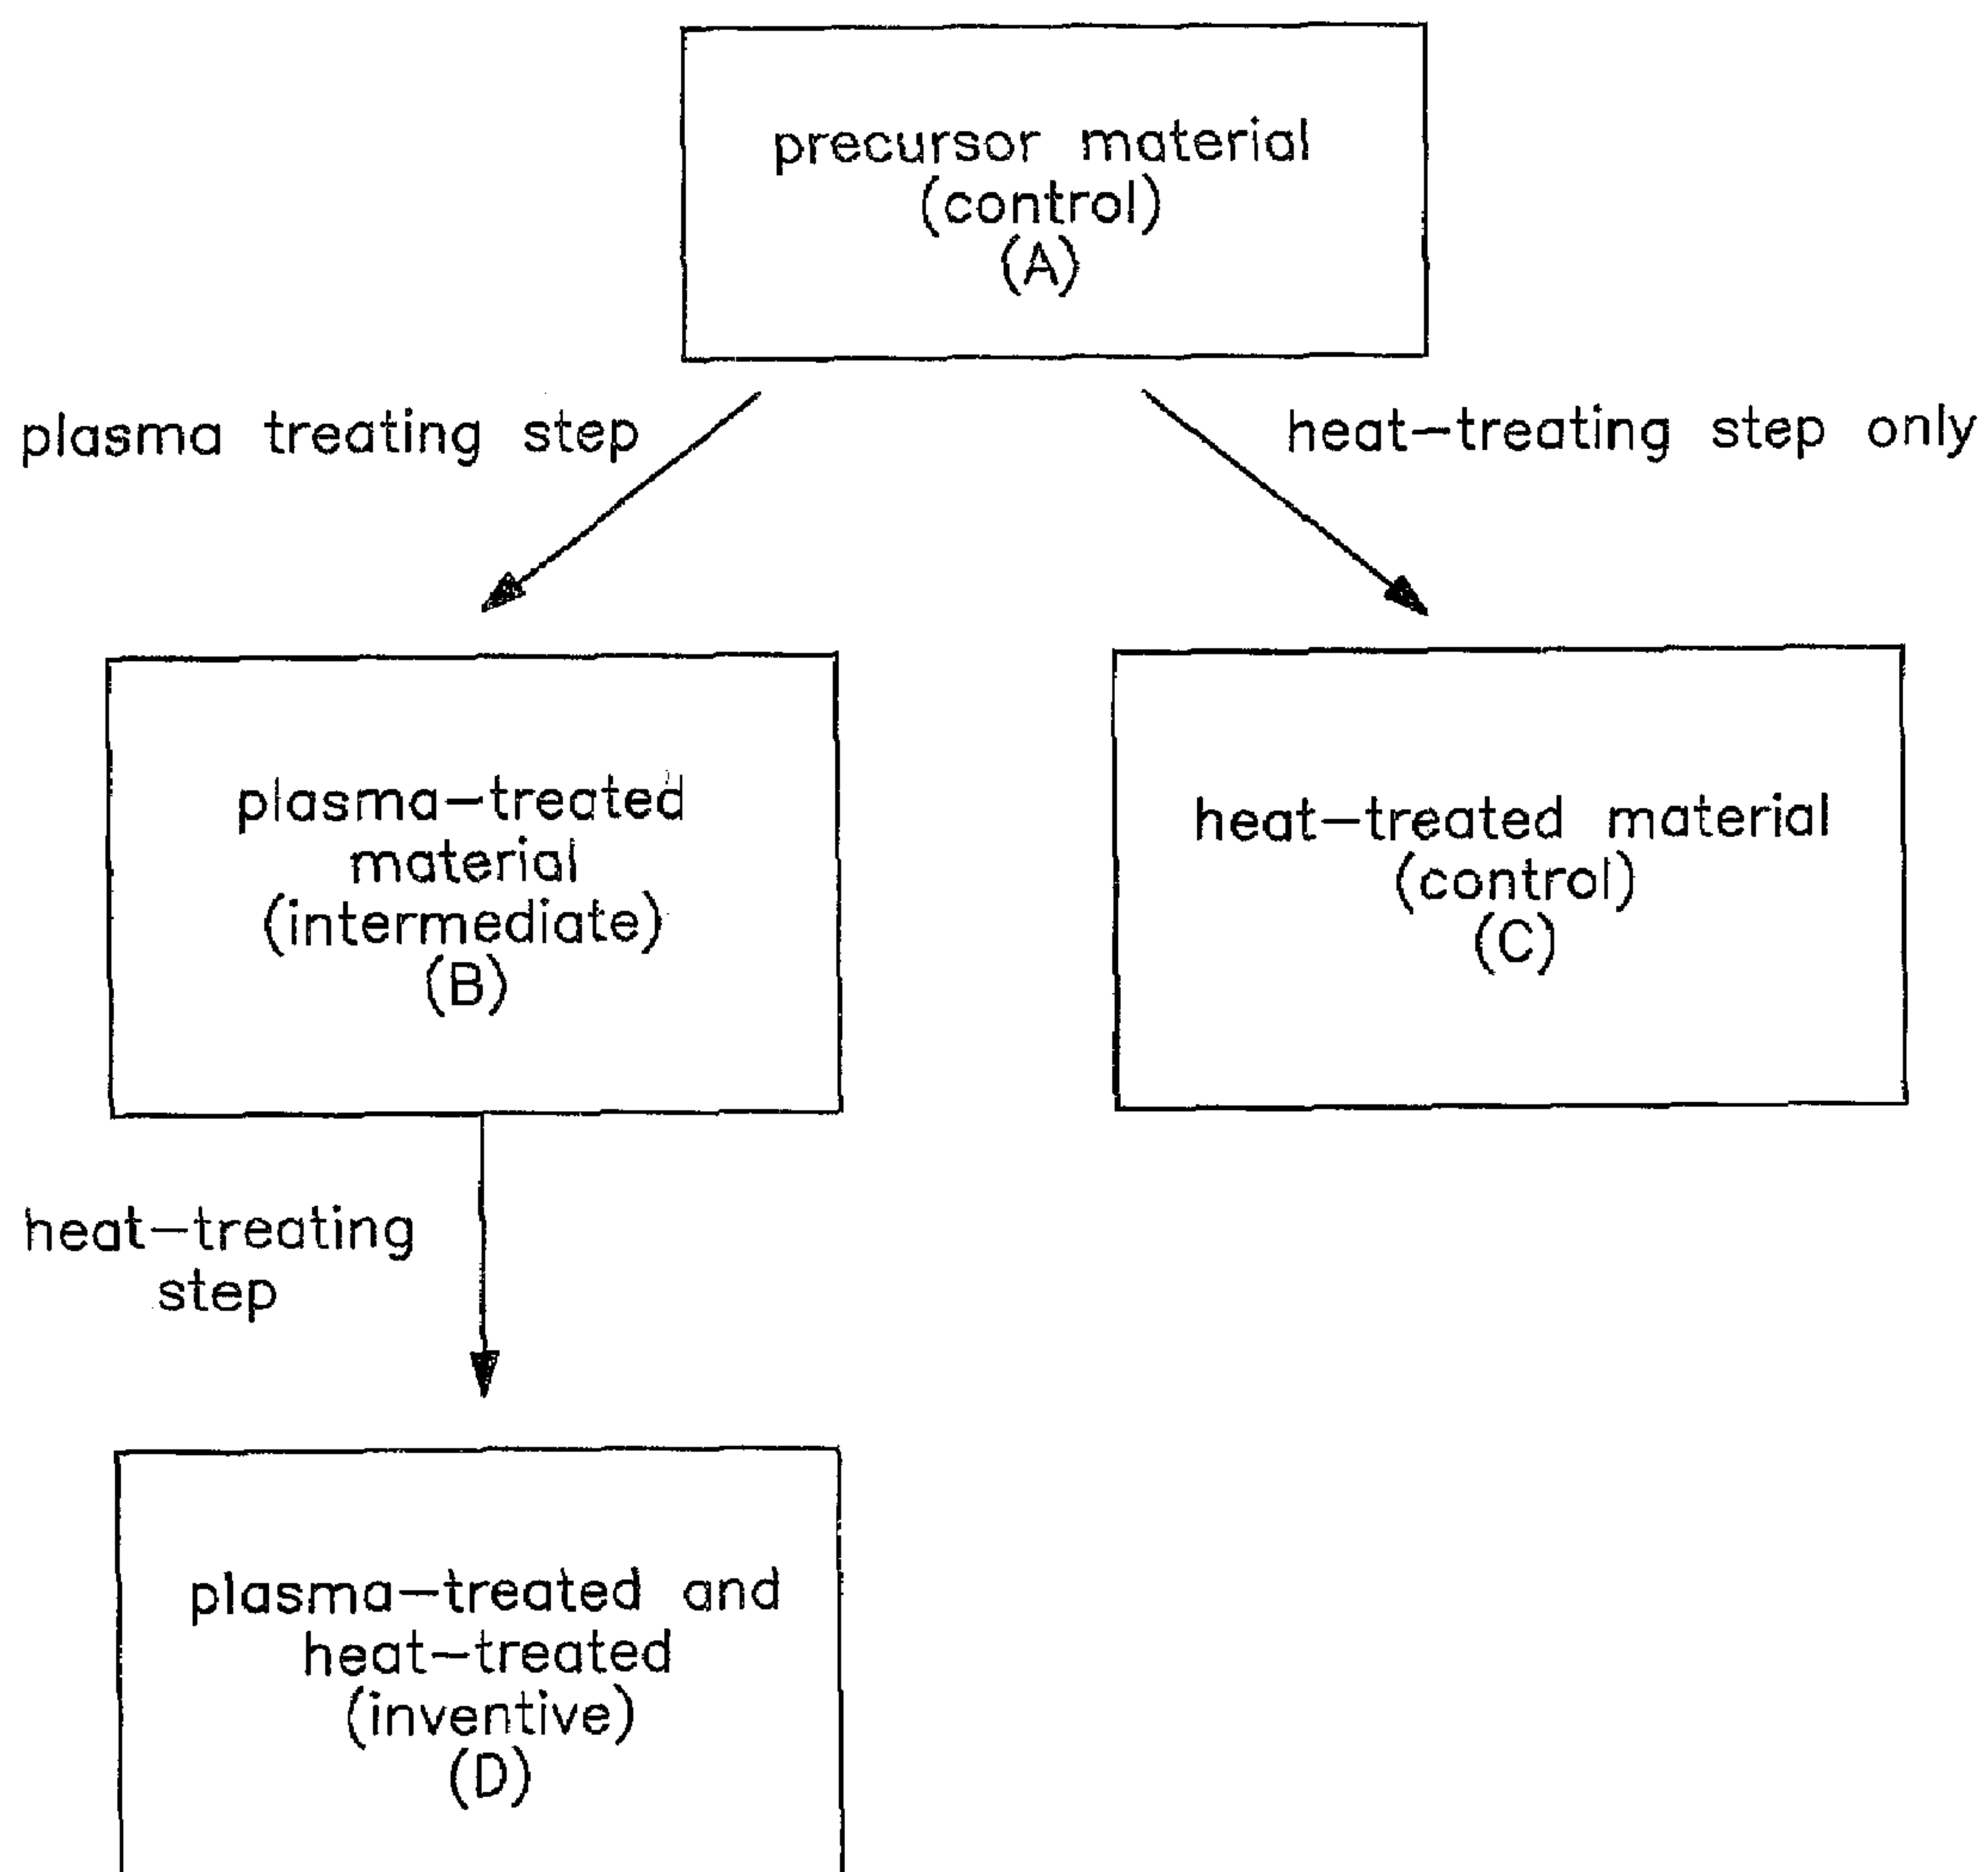 precursor material
(control)
(A)
plasma treating step
heat-treating step only
plasma-treated
material
(intermediate)
(B)
heat-treated material
(control)
(C)
heat-treating
step
plasma-treated and
heat-treated
(inventive)
(D)